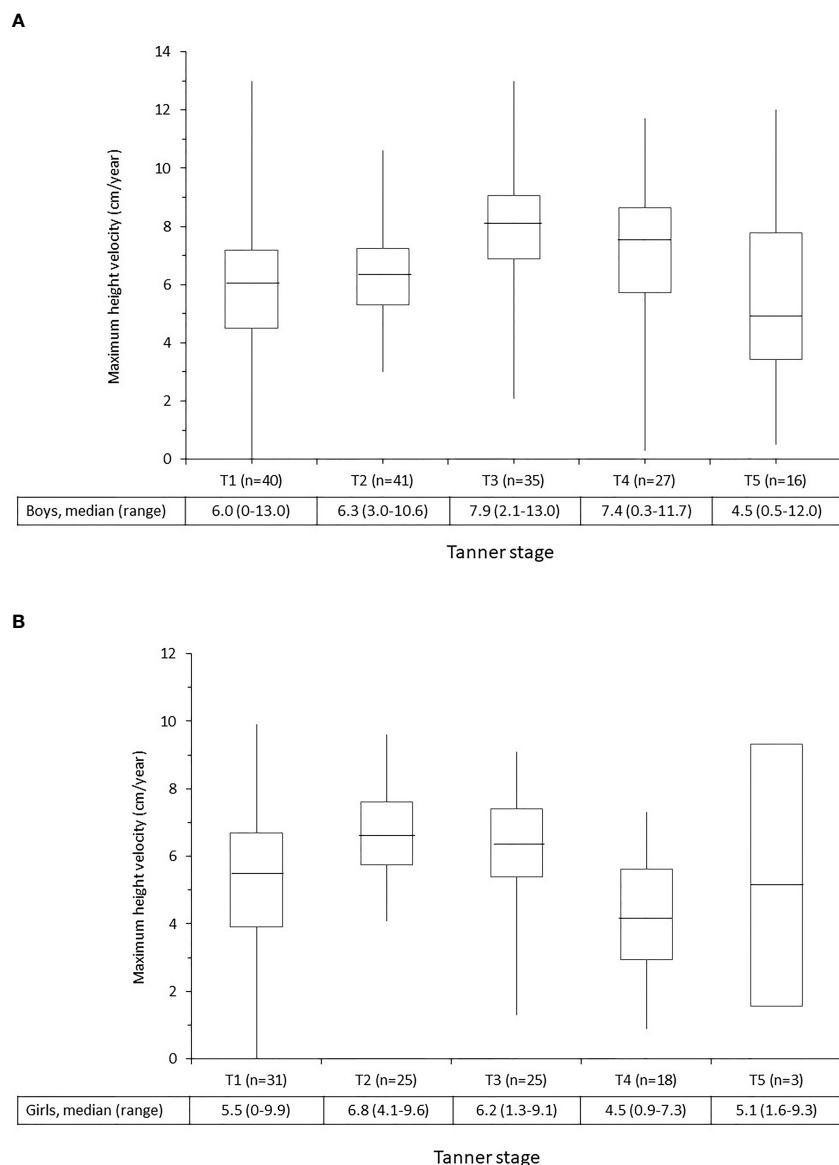 A
14
12
10
8
6
4
2
0
Maximum height velocity (cm/year)
T1 (n=40) T2 (n=41) T3 (n=35) T4 (n=27) T5 (n=16)
Boys, median (range) 6.0 (0-13.0) 6.3 (3.0-10.6) 7.9 (2.1-13.0) 7.4 (0.3-11.7) 4.5 (0.5-12.0)
Tanner stage
B
12
10
8
6
4
2
0
Maximum height velocity (cm/year)
T1 (n=31) T2 (n=25) T3 (n=25) T4 (n=18) T5 (n=3)
Girls, median (range) 5.5 (0-9.9) 6.8 (4.1-9.6) 6.2 (1.3-9.1) 4.5 (0.9-7.3) 5.1 (1.6-9.3)
Tanner stage